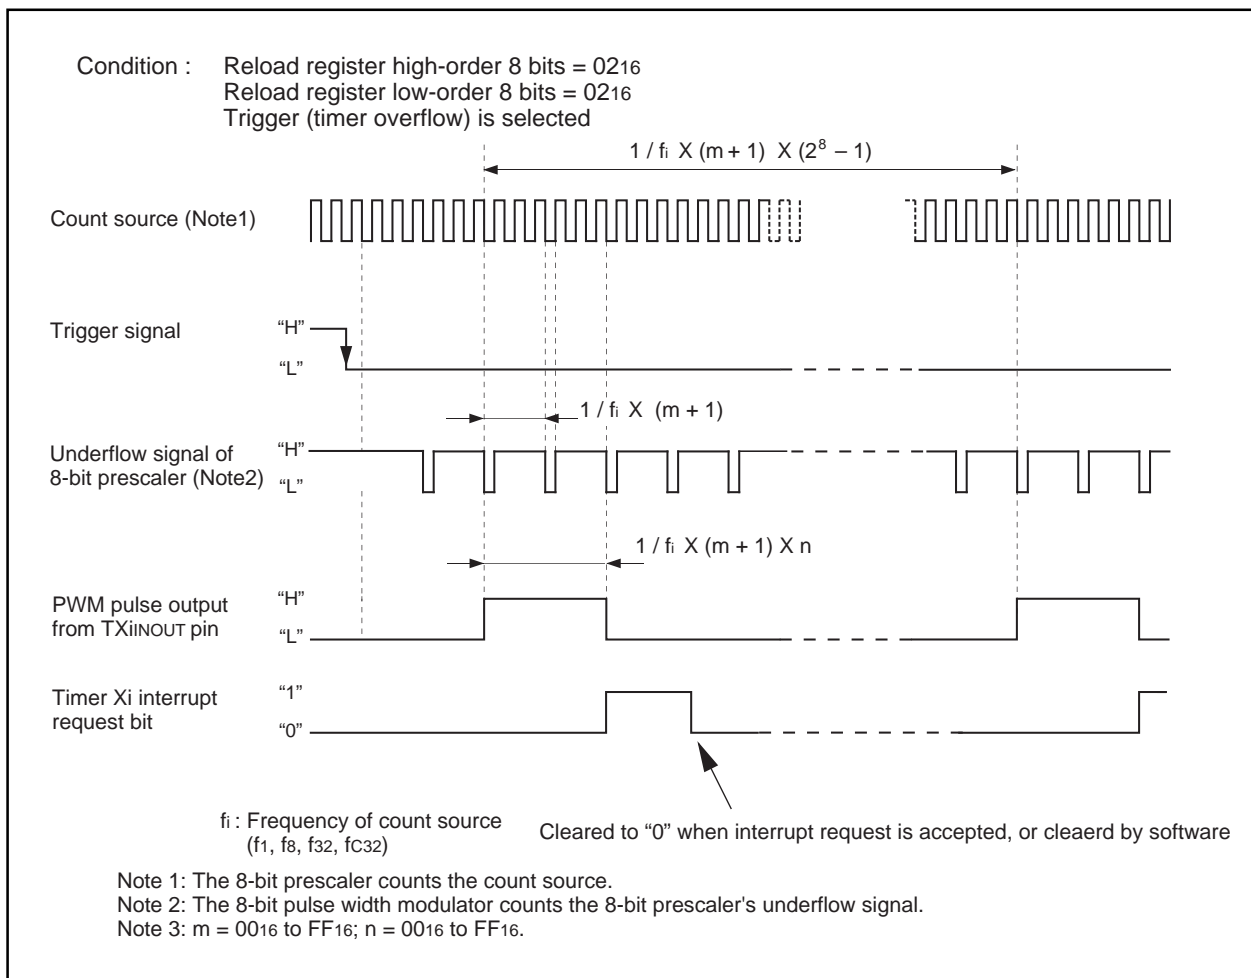 Condition : Reload register high-order 8 bits = 0216
Reload register low-order 8 bits = 0216
Trigger (timer overflow) is selected
1 / fi X (m + 1) X (2⁸ – 1)
Count source (Note1)
Trigger signal
“H”
“L”
1 / fi X (m + 1)
Underflow signal of
8-bit prescaler (Note2)
“H”
“L”
1 / fi X (m + 1) X n
PWM pulse output
from TXiINOUT pin
“H”
“L”
Timer Xi interrupt
request bit
“1”
“0”
fi : Frequency of count source
(f1, f8, f32, fC32)
Cleared to “0” when interrupt request is accepted, or cleaerd by software
Note 1: The 8-bit prescaler counts the count source.
Note 2: The 8-bit pulse width modulator counts the 8-bit prescaler's underflow signal.
Note 3: m = 0016 to FF16; n = 0016 to FF16.